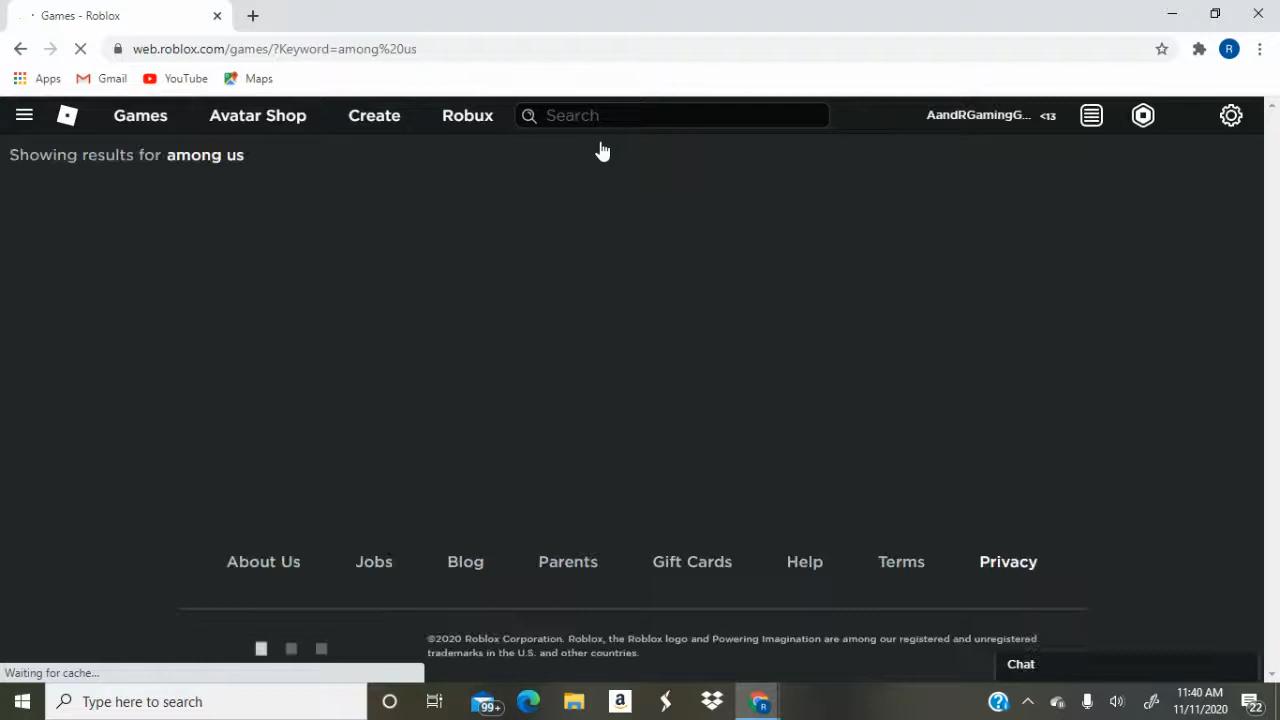 Games - Roblox
web.roblox.com/games/?Keyword=among%20us
R
Apps Gmail YouTube Maps
Games Avatar Shop Create Robux Search AandRGamingG... <13
Showing results for among us
About Us Jobs Blog Parents Gift Cards Help Terms Privacy
©2020 Roblox Corporation. Roblox, the Roblox logo and Powering Imagination are among our registered and unregistered
trademarks in the U.S. and other countries.
Chat
Waiting for cache...
Type here to search
99+
a
R
11:40 AM
11/11/2020
22